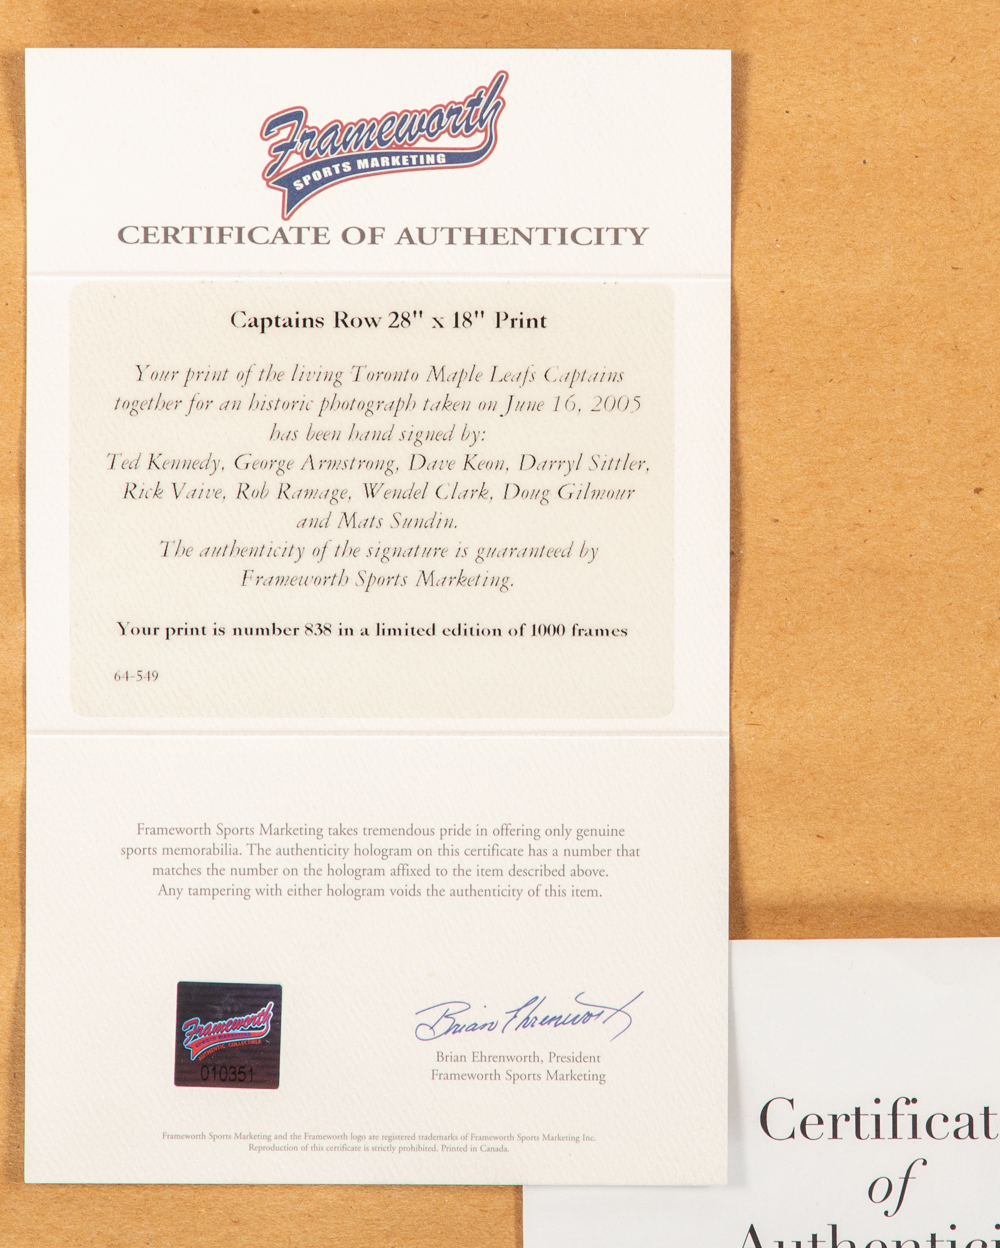 Frameworth
SPORTS MARKETING
CERTIFICATE OF AUTHENTICITY
Captains Row 28" x 18" Print
Your print of the living Toronto Maple Leafs Captains
together for an historic photograph taken on June 16, 2005
has been hand signed by:
Ted Kennedy, George Armstrong, Dave Keon, Darryl Sittler,
Rick Vaive, Rob Ramage, Wendel Clark, Doug Gilmour
and Mats Sundin.
The authenticity of the signature is guaranteed by
Frameworth Sports Marketing.
Your print is number 838 in a limited edition of 1000 frames
64-549
Frameworth Sports Marketing takes tremendous pride in offering only genuine
sports memorabilia. The authenticity hologram on this certificate has a number that
matches the number on the hologram affixed to the item described above.
Any tampering with either hologram voids the authenticity of this item.
Frameworth
SPORTS MARKETING
AUTHENTIC COLLECTIBLE
010351
Brian Ehrenworth
Brian Ehrenworth, President
Frameworth Sports Marketing
Frameworth Sports Marketing and the Frameworth logo are registered trademarks of Frameworth Sports Marketing Inc.
Reproduction of this certificate is strictly prohibited. Printed in Canada.
Certificat
of
Authentici